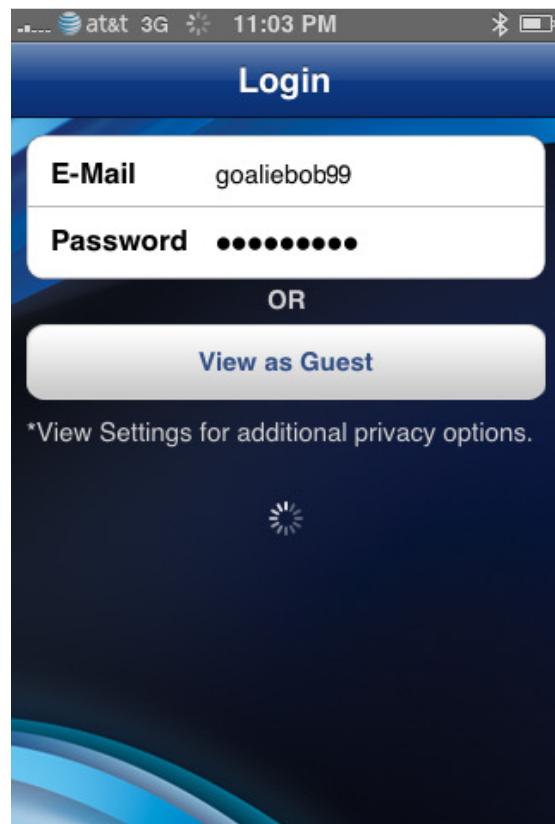 at&t 3G 11:03 PM
Login
E-Mail goaliebob99
Password •••••••••
OR
View as Guest
*View Settings for additional privacy options.